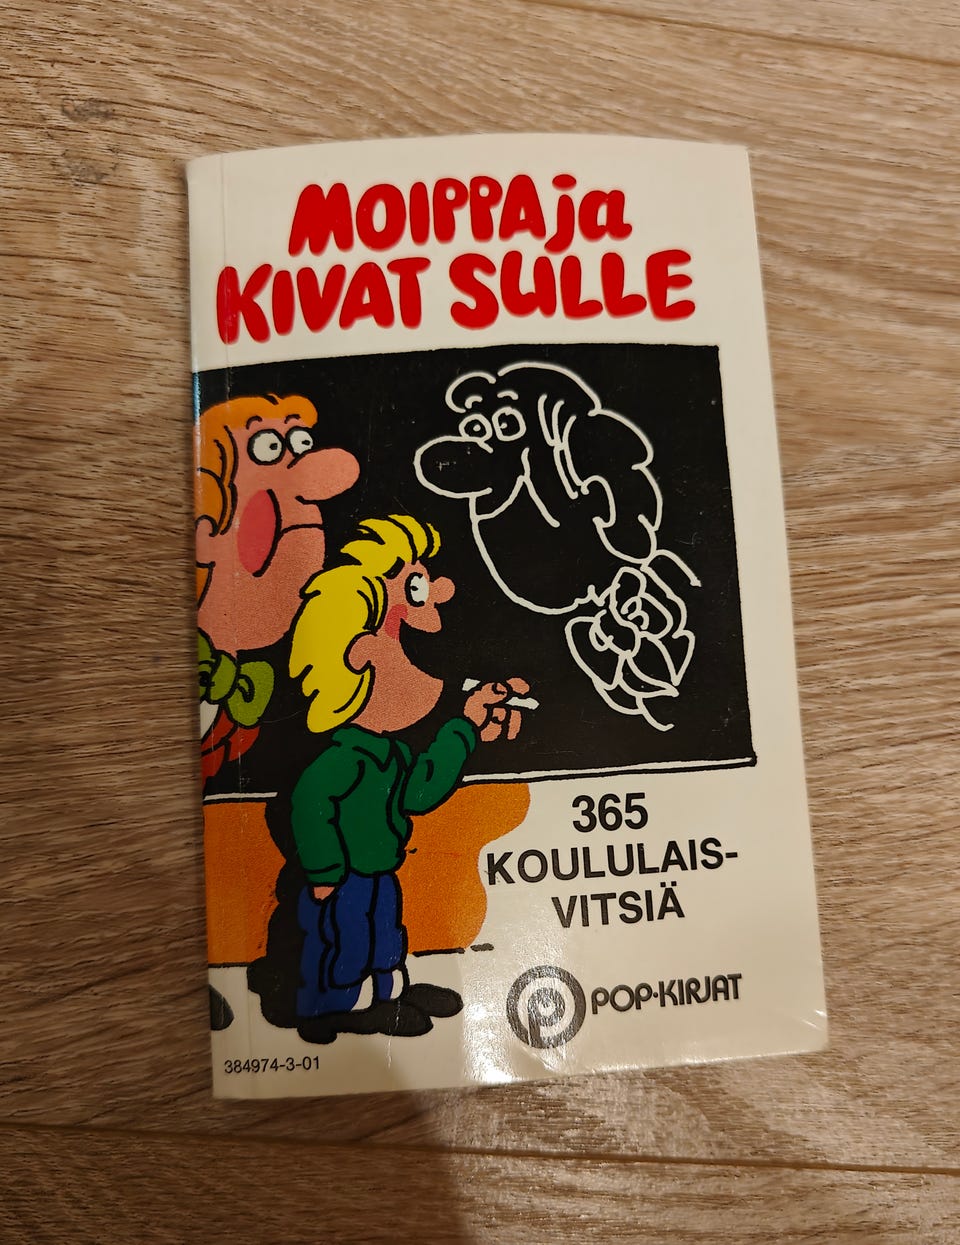 MOIPPA ja
KIVAT SULLE
365
KOULULAIS-
VITSIÄ
POP·KIRJAT
384974-3-01